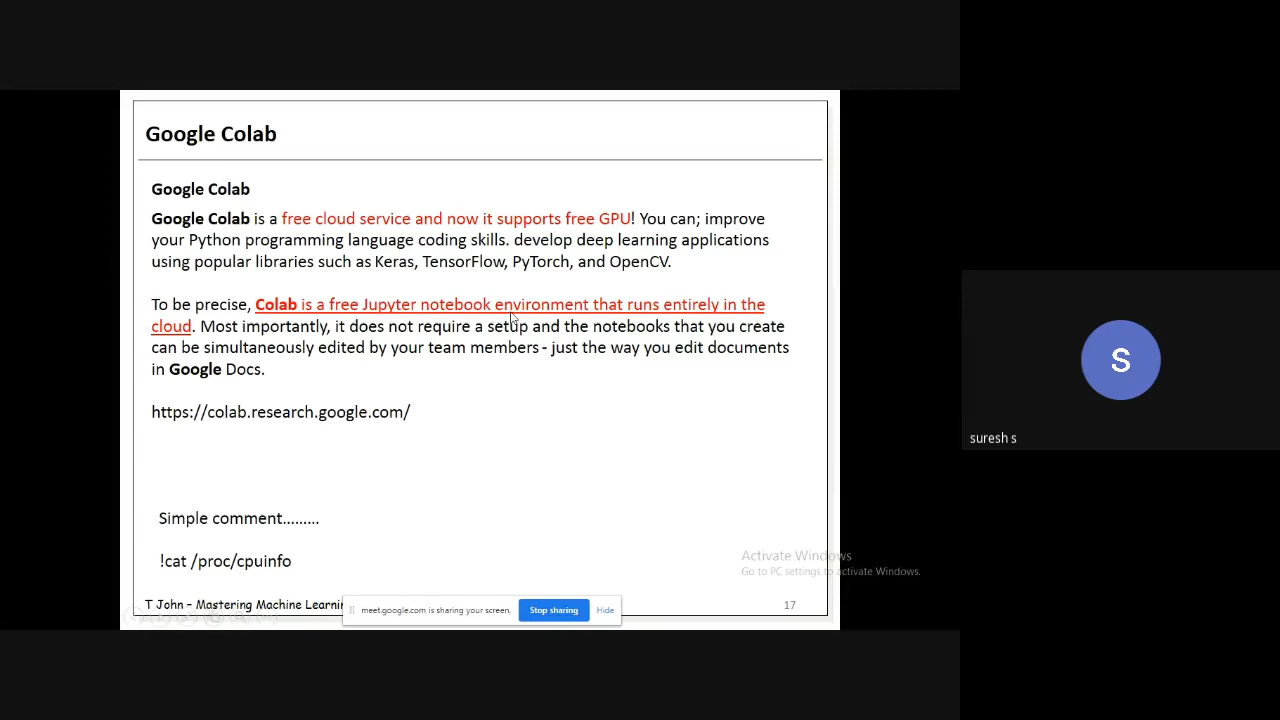 Google Colab
Google Colab
Google Colab is a free cloud service and now it supports free GPU! You can; improve
your Python programming language coding skills. develop deep learning applications
using popular libraries such as Keras, TensorFlow, PyTorch, and OpenCV.
To be precise, Colab is a free Jupyter notebook environment that runs entirely in the
cloud. Most importantly, it does not require a setup and the notebooks that you create
can be simultaneously edited by your team members - just the way you edit documents
in Google Docs.
https://colab.research.google.com/
Simple comment.........
!cat /proc/cpuinfo
Activate Windows
Go to PC settings to activate Windows.
T John – Mastering Machine Learnin
meet.google.com is sharing your screen.
Stop sharing
Hide
17
S
suresh s